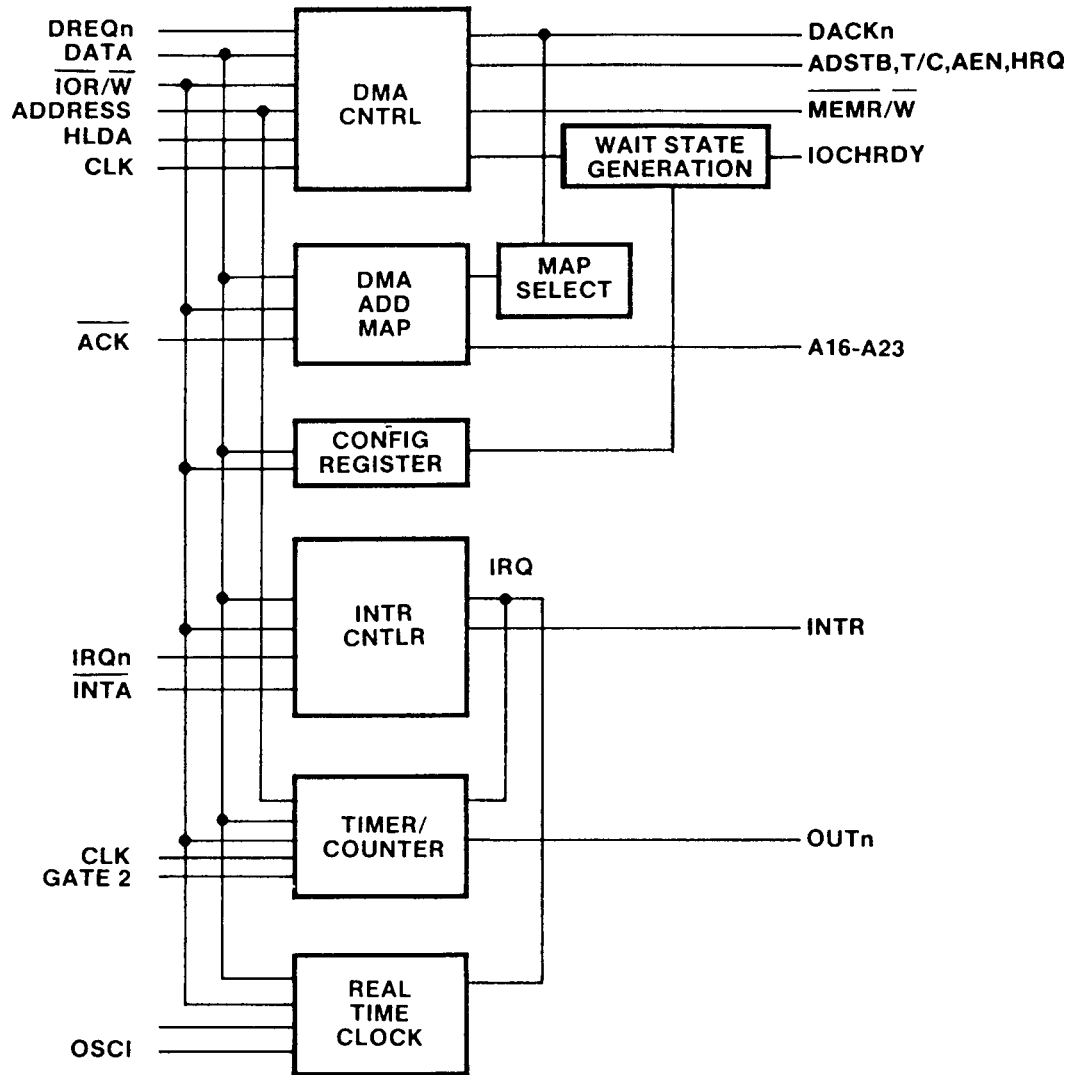 DREQn
DATA
IOR/W
ADDRESS
HLDA
CLK
DMA
CNTRL
DACKn
ADSTB,T/C,AEN,HRQ
MEMR/W
WAIT STATE
GENERATION
IOCHRDY
DMA
ADD
MAP
MAP
SELECT
ACK
A16-A23
CONFIG
REGISTER
IRQ
INTR
CNTLR
INTR
IRQn
INTA
TIMER/
COUNTER
OUTn
CLK
GATE 2
REAL
TIME
CLOCK
OSCI